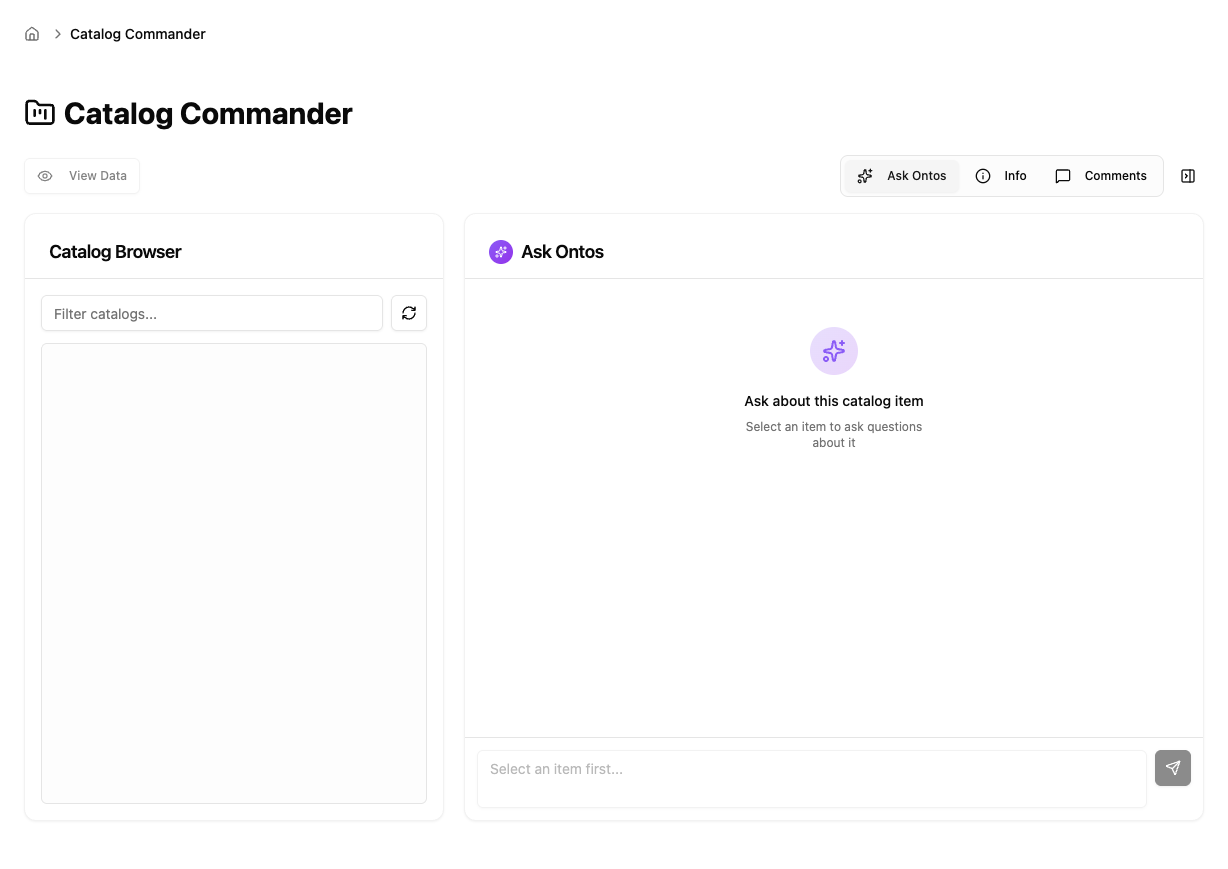 Catalog Commander
Catalog Commander
View Data
Ask Ontos
Info
Comments
Catalog Browser
Filter catalogs...
Ask Ontos
Ask about this catalog item
Select an item to ask questions
about it
Select an item first...